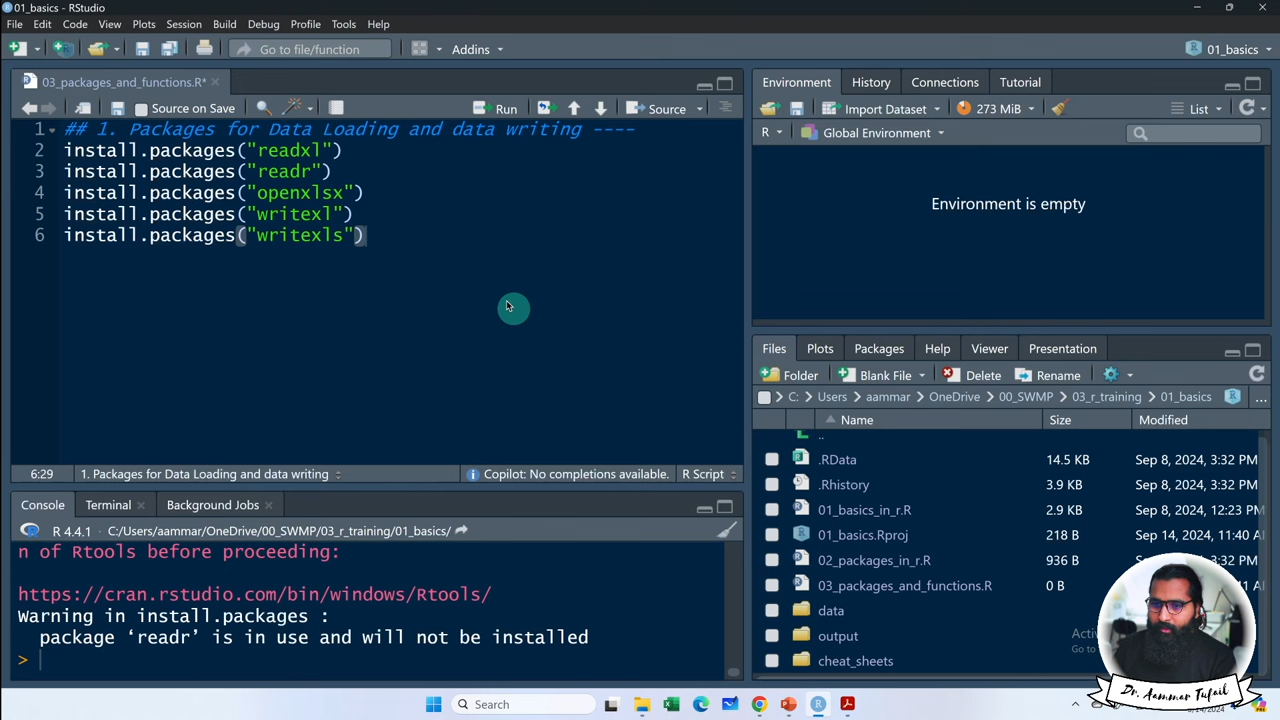 01_basics - RStudio
File Edit Code View Plots Session Build Debug Profile Tools Help
Go to file/function Addins 01_basics
03_packages_and_functions.R*
Source on Save Run Source
1 ## 1. Packages for Data Loading and data writing ----
2 install.packages("readxl")
3 install.packages("readr")
4 install.packages("openxlsx")
5 install.packages("writexl")
6 install.packages("writexls")
6:29 1. Packages for Data Loading and data writing Copilot: No completions available. R Script
Console Terminal Background Jobs
R 4.4.1 · C:/Users/aammar/OneDrive/00_SWMP/03_r_training/01_basics/
n of Rtools before proceeding:
https://cran.rstudio.com/bin/windows/Rtools/
Warning in install.packages :
package ‘readr’ is in use and will not be installed
>
Environment History Connections Tutorial
Import Dataset 273 MiB List
R Global Environment
Environment is empty
Files Plots Packages Help Viewer Presentation
Folder Blank File Delete Rename
C: Users aammar OneDrive 00_SWMP 03_r_training 01_basics ...
Name Size Modified
..
.RData 14.5 KB Sep 8, 2024, 3:32 PM
.Rhistory 3.9 KB Sep 8, 2024, 3:32 PM
01_basics_in_r.R 2.9 KB Sep 8, 2024, 12:23 PM
01_basics.Rproj 218 B Sep 14, 2024, 11:40 A
02_packages_in_r.R 936 B 3:32 PM
03_packages_and_functions.R 0 B
data
output
cheat_sheets
Dr. Aammar Tufail
Search